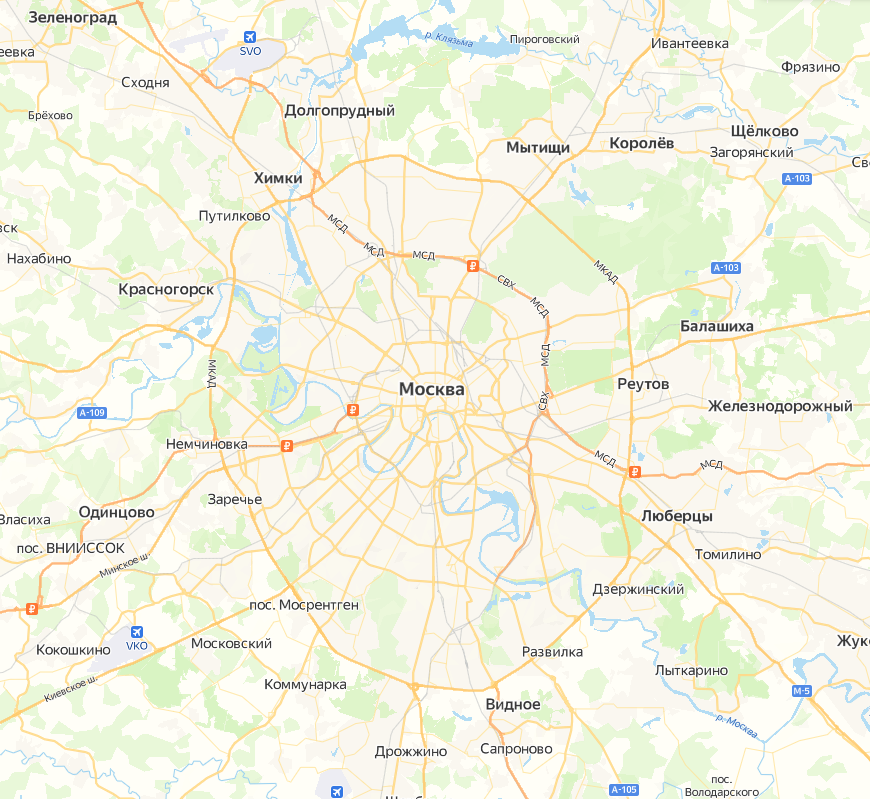 Зеленоград
SVO
р. Клязьма
Пироговский
Ивантеевка
Фрязино
Сходня
Брёхово
Долгопрудный
Мытищи
Королёв
Щёлково
Загорянский
Химки
А-103
Путилково
МСД
МСД
МСД
Нахабино
СВХ
МСД
МКАД
А-103
Красногорск
Балашиха
МСД
МКАД
Москва
Реутов
СВХ
А-109
Железнодорожный
Немчиновка
МСД
МСД
Заречье
Одинцово
Власиха
Люберцы
пос. ВНИИССОК
Томилино
Минское ш.
Дзержинский
пос. Мосрентген
VKO
Кокошкино
Московский
Развилка
Лыткарино
Коммунарка
Киевское ш.
М-5
Видное
р. Москва
Дрожжино
Сапроново
А-105
пос.
Володарского